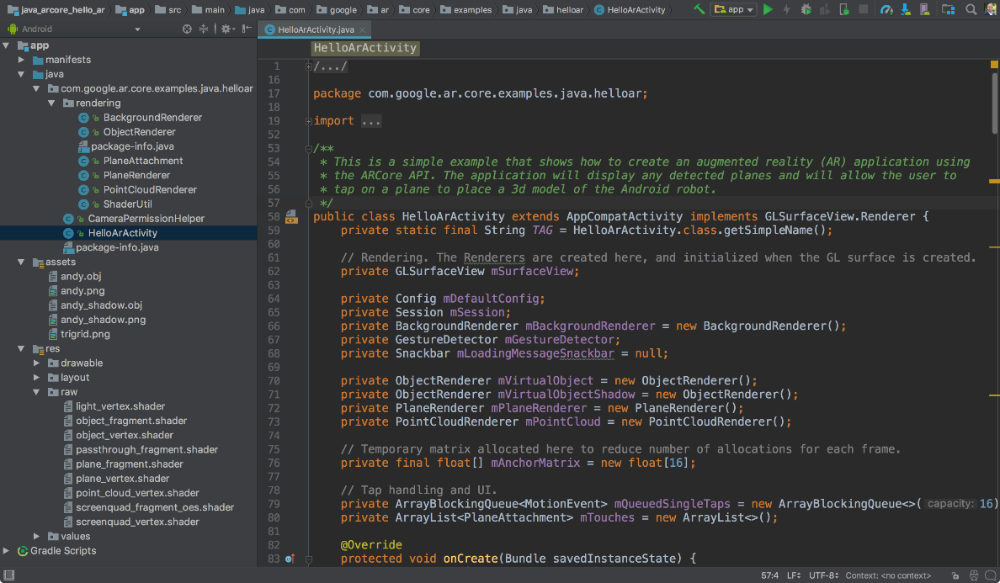 java_arcore_hello_ar app src main java com google ar core examples java helloar HelloArActivity app
Android
HelloArActivity.java
app
manifests
java
com.google.ar.core.examples.java.helloar
rendering
BackgroundRenderer
ObjectRenderer
package-info.java
PlaneAttachment
PlaneRenderer
PointCloudRenderer
ShaderUtil
CameraPermissionHelper
HelloArActivity
package-info.java
assets
andy.obj
andy.png
andy_shadow.obj
andy_shadow.png
trigrid.png
res
drawable
layout
raw
light_vertex.shader
object_fragment.shader
object_vertex.shader
passthrough_fragment.shader
plane_fragment.shader
plane_vertex.shader
point_cloud_vertex.shader
screenquad_fragment_oes.shader
screenquad_vertex.shader
values
Gradle Scripts
HelloArActivity
1 /.../
16
17 package com.google.ar.core.examples.java.helloar;
18
19 import ...
52
53 /**
54 * This is a simple example that shows how to create an augmented reality (AR) application using
55 * the ARCore API. The application will display any detected planes and will allow the user to
56 * tap on a plane to place a 3d model of the Android robot.
57 */
58 public class HelloArActivity extends AppCompatActivity implements GLSurfaceView.Renderer {
59 private static final String TAG = HelloArActivity.class.getSimpleName();
60
61 // Rendering. The Renderers are created here, and initialized when the GL surface is created.
62 private GLSurfaceView mSurfaceView;
63
64 private Config mDefaultConfig;
65 private Session mSession;
66 private BackgroundRenderer mBackgroundRenderer = new BackgroundRenderer();
67 private GestureDetector mGestureDetector;
68 private Snackbar mLoadingMessageSnackbar = null;
69
70 private ObjectRenderer mVirtualObject = new ObjectRenderer();
71 private ObjectRenderer mVirtualObjectShadow = new ObjectRenderer();
72 private PlaneRenderer mPlaneRenderer = new PlaneRenderer();
73 private PointCloudRenderer mPointCloud = new PointCloudRenderer();
74
75 // Temporary matrix allocated here to reduce number of allocations for each frame.
76 private final float[] mAnchorMatrix = new float[16];
77
78 // Tap handling and UI.
79 private ArrayBlockingQueue<MotionEvent> mQueuedSingleTaps = new ArrayBlockingQueue<>( capacity: 16)
80 private ArrayList<PlaneAttachment> mTouches = new ArrayList<>();
81
82 @Override
83 protected void onCreate(Bundle savedInstanceState) {
57:4 LF UTF-8 Context: <no context>